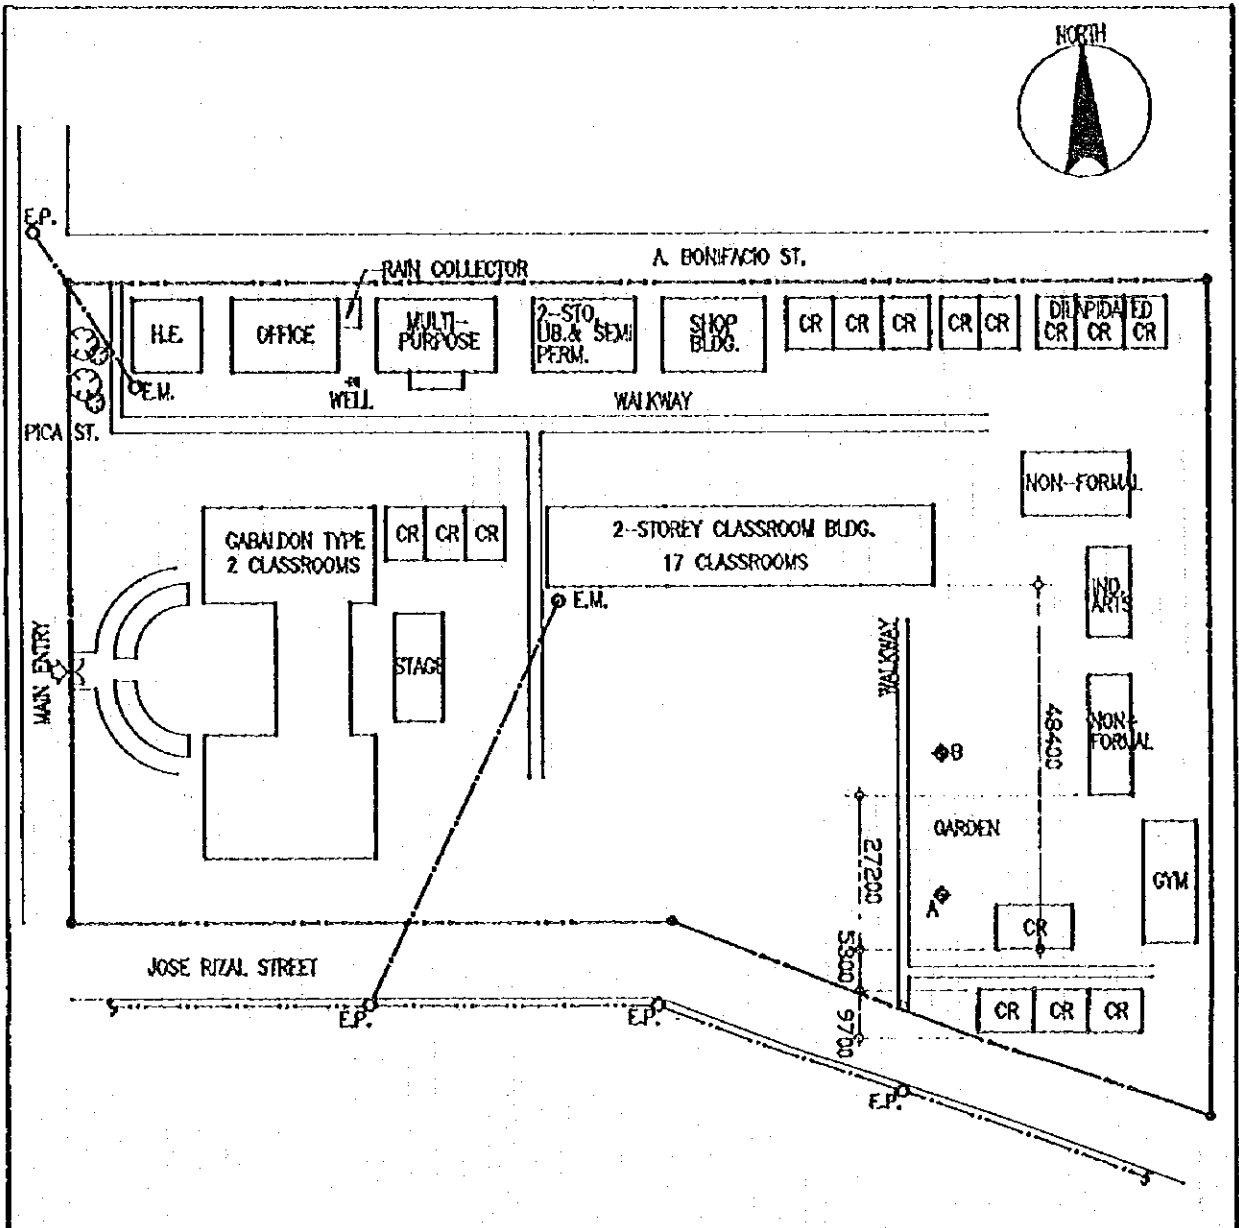 NORTH
E.P.
A. BONIFACIO ST.
RAIN COLLECTOR
H.E.
OFFICE
MULTI-
PURPOSE
2-STO.
UB.& SEMI
PERM.
SHOP
BLDG.
CR
CR
CR
CR
CR
DILAPIDATED
CR
CR
CR
E.M.
WELL
WALKWAY
PICA ST.
NON-FORMAL
GABALDON TYPE
2 CLASSROOMS
CR
CR
CR
2-STOREY CLASSROOM BLDG.
17 CLASSROOMS
IND.
ARTS
E.M.
MAIN ENTRY
STAGE
WALKWAY
48400
NON-
FORMAL
B
GARDEN
27200
GYM
A
CR
5300
JOSE RIZAL STREET
9700
CR
CR
CR
E.P.
E.P.
E.P.